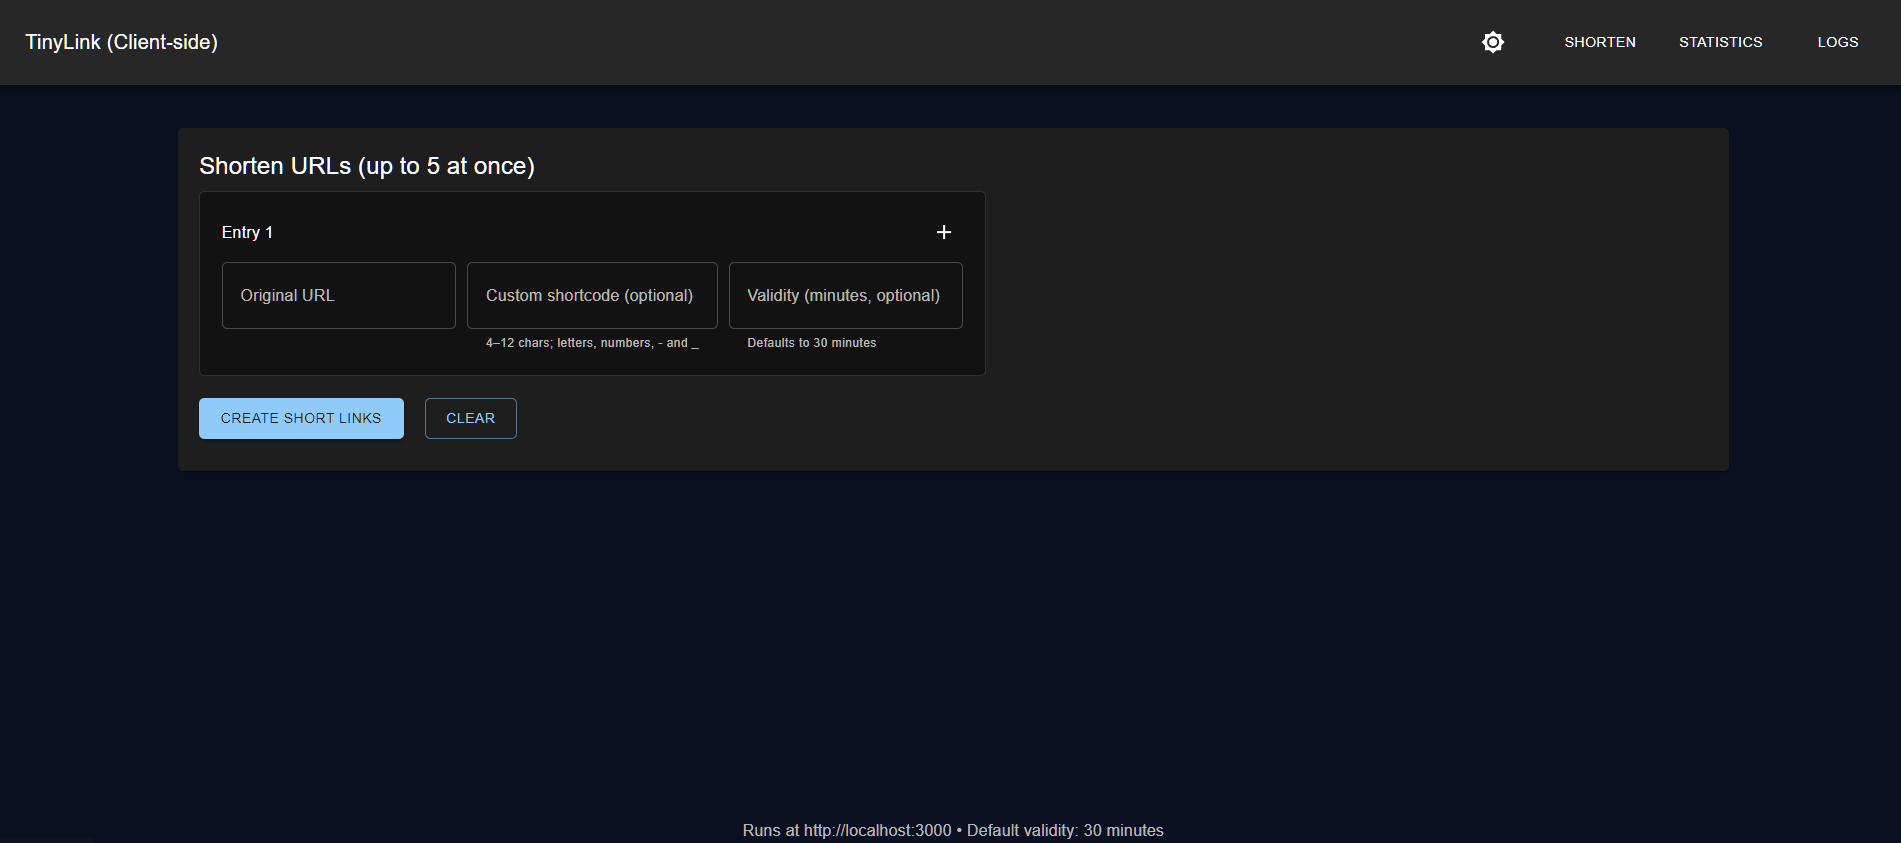 TinyLink (Client-side)
SHORTEN
STATISTICS
LOGS
Shorten URLs (up to 5 at once)
Entry 1
Original URL
Custom shortcode (optional)
Validity (minutes, optional)
4–12 chars; letters, numbers, - and _
Defaults to 30 minutes
CREATE SHORT LINKS
CLEAR
Runs at http://localhost:3000 • Default validity: 30 minutes